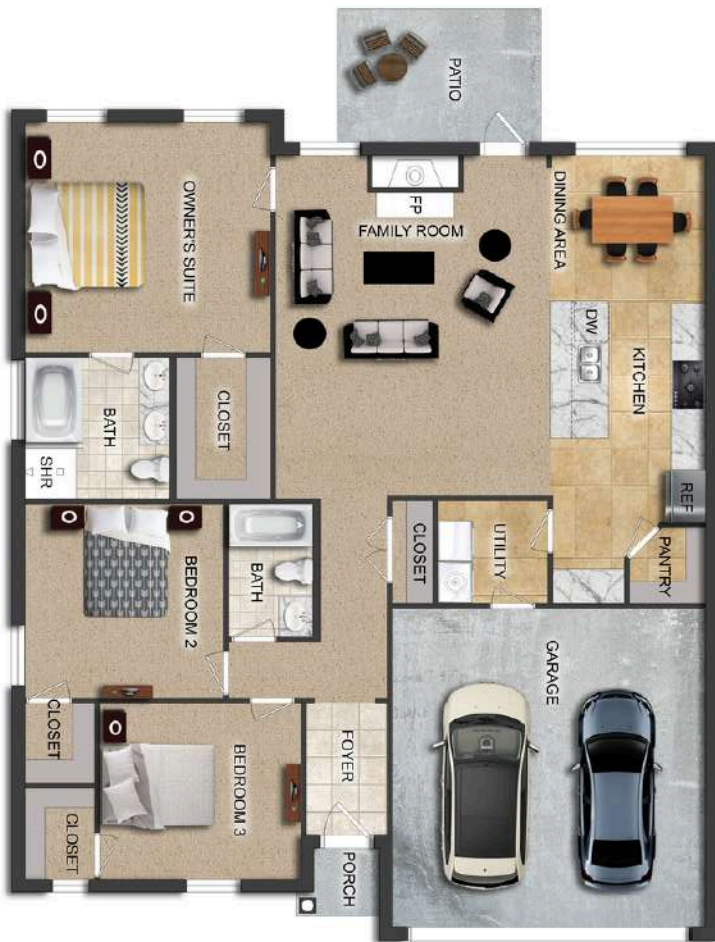 PATIO
OWNER'S SUITE
FP
FAMILY ROOM
DINING AREA
DW
KITCHEN
BATH
SHR
CLOSET
REF
BEDROOM 2
BATH
CLOSET
UTILITY
PANTRY
GARAGE
CLOSET
BEDROOM 3
FOYER
CLOSET
PORCH